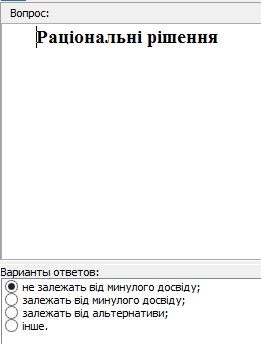 Вопрос:
Раціональні рішення
Варианты ответов:
не залежать від минулого досвіду;
залежать від минулого досвіду;
залежать від альтернативи;
інше.